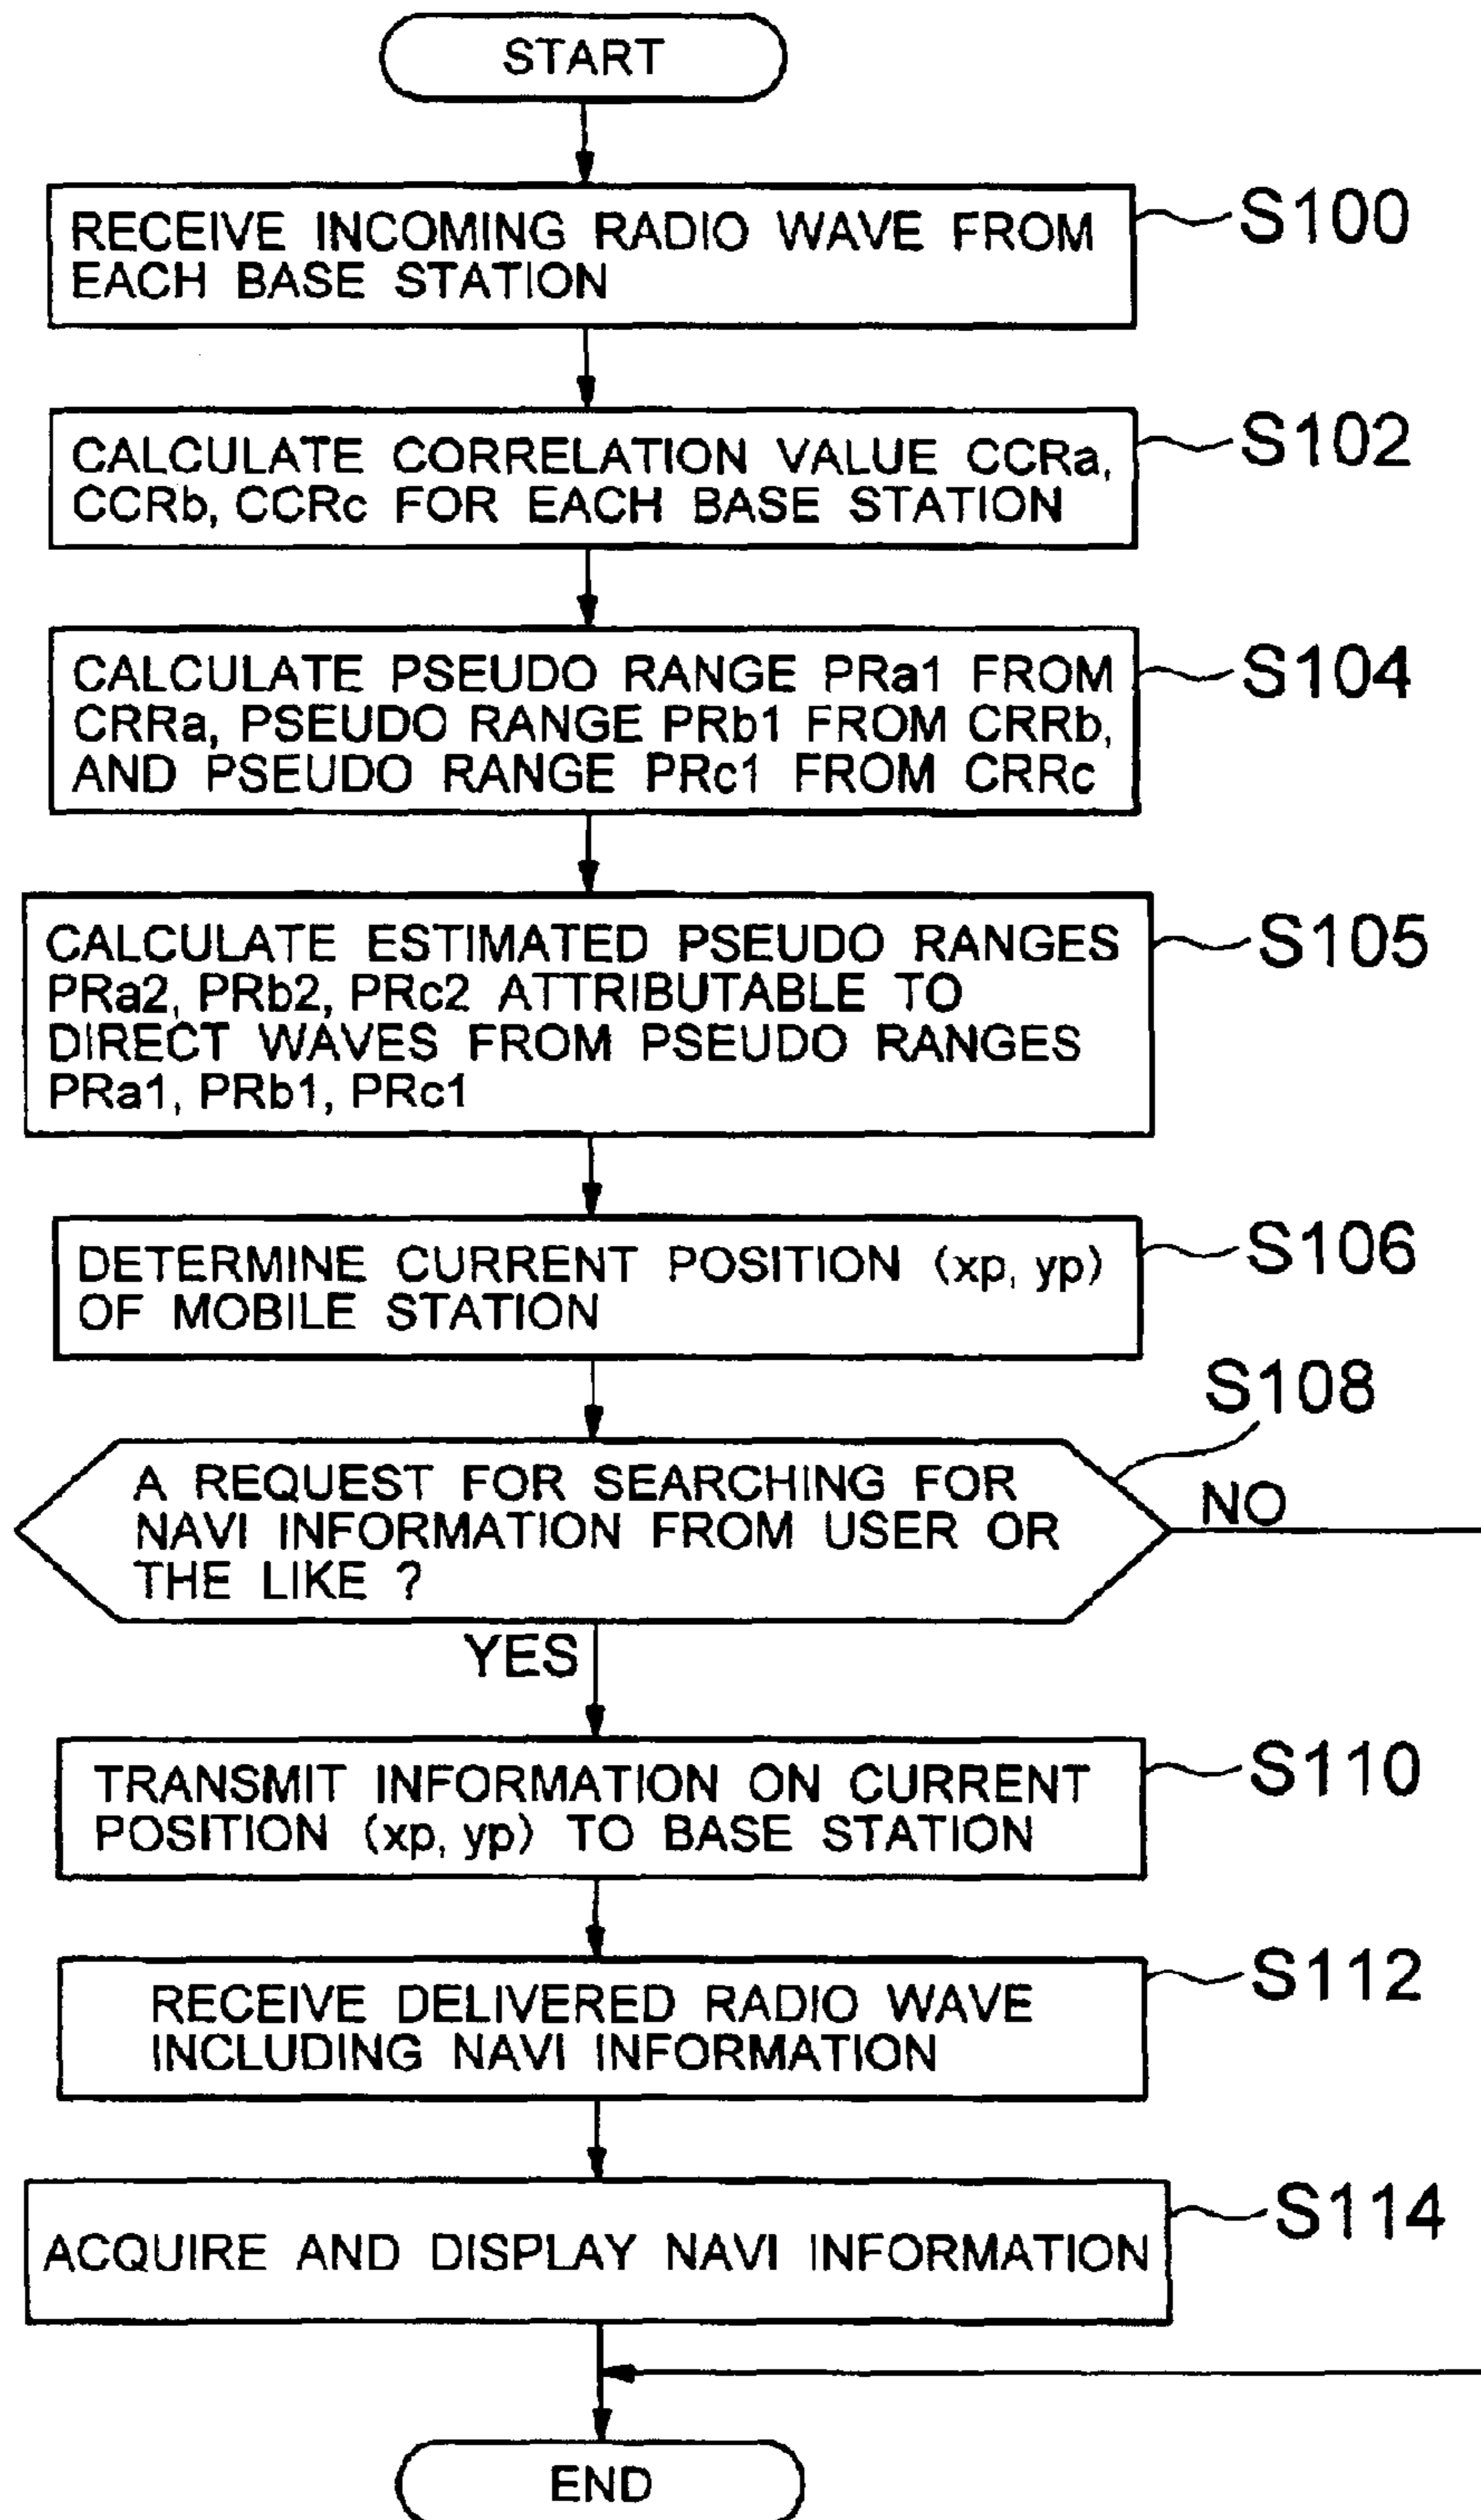 START
RECEIVE INCOMING RADIO WAVE FROM
EACH BASE STATION
S100
CALCULATE CORRELATION VALUE CCRa,
CCRb, CCRc FOR EACH BASE STATION
S102
CALCULATE PSEUDO RANGE PRa1 FROM
CRRa, PSEUDO RANGE PRb1 FROM CRRb,
AND PSEUDO RANGE PRc1 FROM CRRc
S104
CALCULATE ESTIMATED PSEUDO RANGES
PRa2, PRb2, PRc2 ATTRIBUTABLE TO
DIRECT WAVES FROM PSEUDO RANGES
PRa1, PRb1, PRc1
S105
DETERMINE CURRENT POSITION (xp, yp)
OF MOBILE STATION
S106
S108
A REQUEST FOR SEARCHING FOR
NAVI INFORMATION FROM USER OR
THE LIKE ?
NO
YES
TRANSMIT INFORMATION ON CURRENT
POSITION (xp, yp) TO BASE STATION
S110
RECEIVE DELIVERED RADIO WAVE
INCLUDING NAVI INFORMATION
S112
ACQUIRE AND DISPLAY NAVI INFORMATION
S114
END